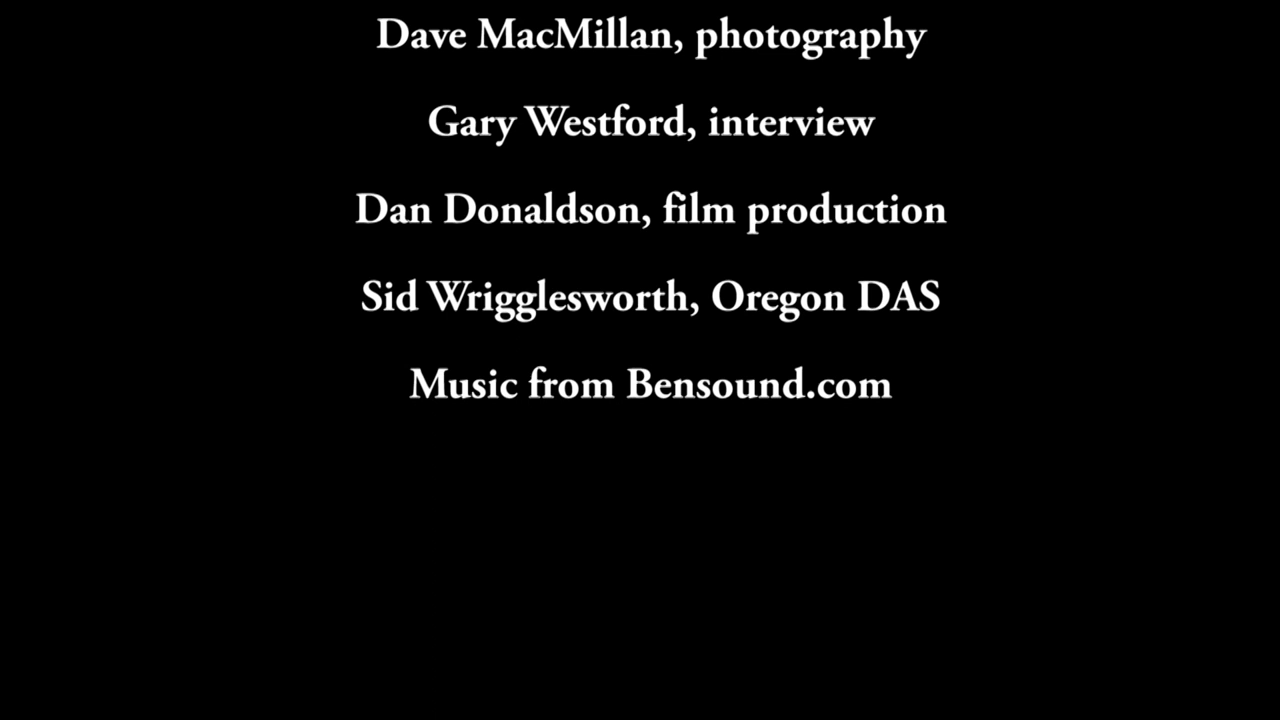 Dave MacMillan, photography
Gary Westford, interview
Dan Donaldson, film production
Sid Wrigglesworth, Oregon DAS
Music from Bensound.com